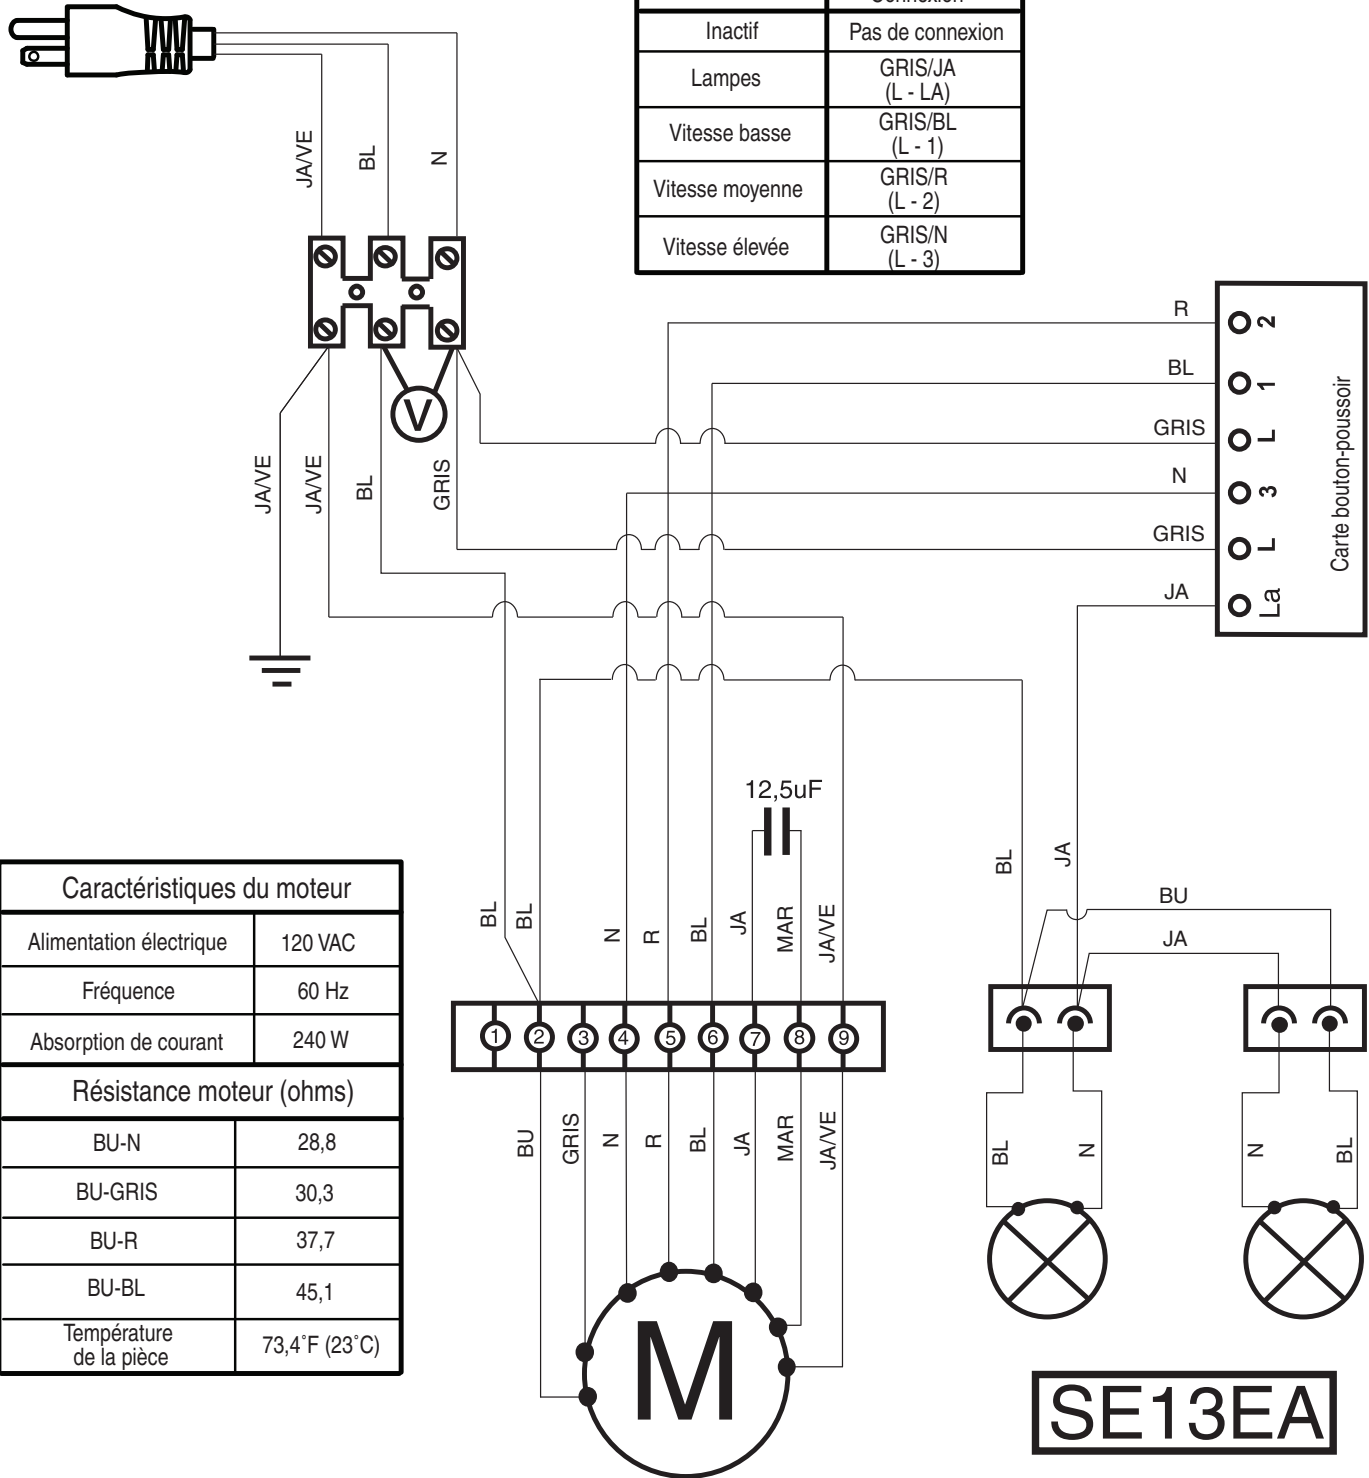 Connexion
Inactif
Pas de connexion
Lampes
GRIS/JA
(L - LA)
Vitesse basse
GRIS/BL
(L - 1)
Vitesse moyenne
GRIS/R
(L - 2)
Vitesse élevée
GRIS/N
(L - 3)
JA/VE
BL
N
V
JA/VE
JA/VE
BL
GRIS
R
BL
GRIS
N
GRIS
JA
2
1
L
3
L
La
Carte bouton-poussoir
12,5uF
BL
BL
N
R
BL
JA
MAR
JA/VE
BL
JA
BU
JA
1 2 3 4 5 6 7 8 9
BU
GRIS
N
R
BL
JA
MAR
JA/VE
BL
N
N
BL
M
Caractéristiques du moteur
Alimentation électrique
120 VAC
Fréquence
60 Hz
Absorption de courant
240 W
Résistance moteur (ohms)
BU-N
28,8
BU-GRIS
30,3
BU-R
37,7
BU-BL
45,1
Température
de la pièce
73,4˚F (23˚C)
SE13EA